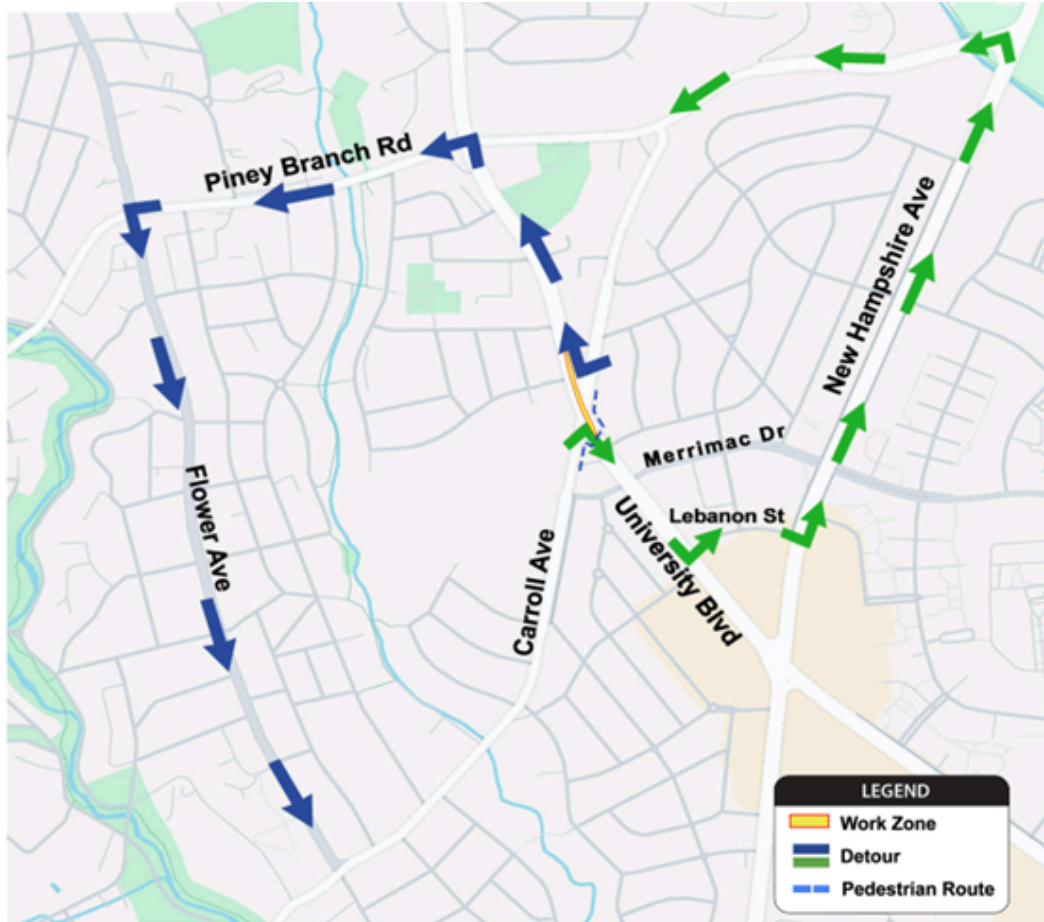 Piney Branch Rd
New Hampshire Ave
Merrimac Dr
Flower Ave
Lebanon St
University Blvd
Carroll Ave
LEGEND
Work Zone
Detour
Pedestrian Route